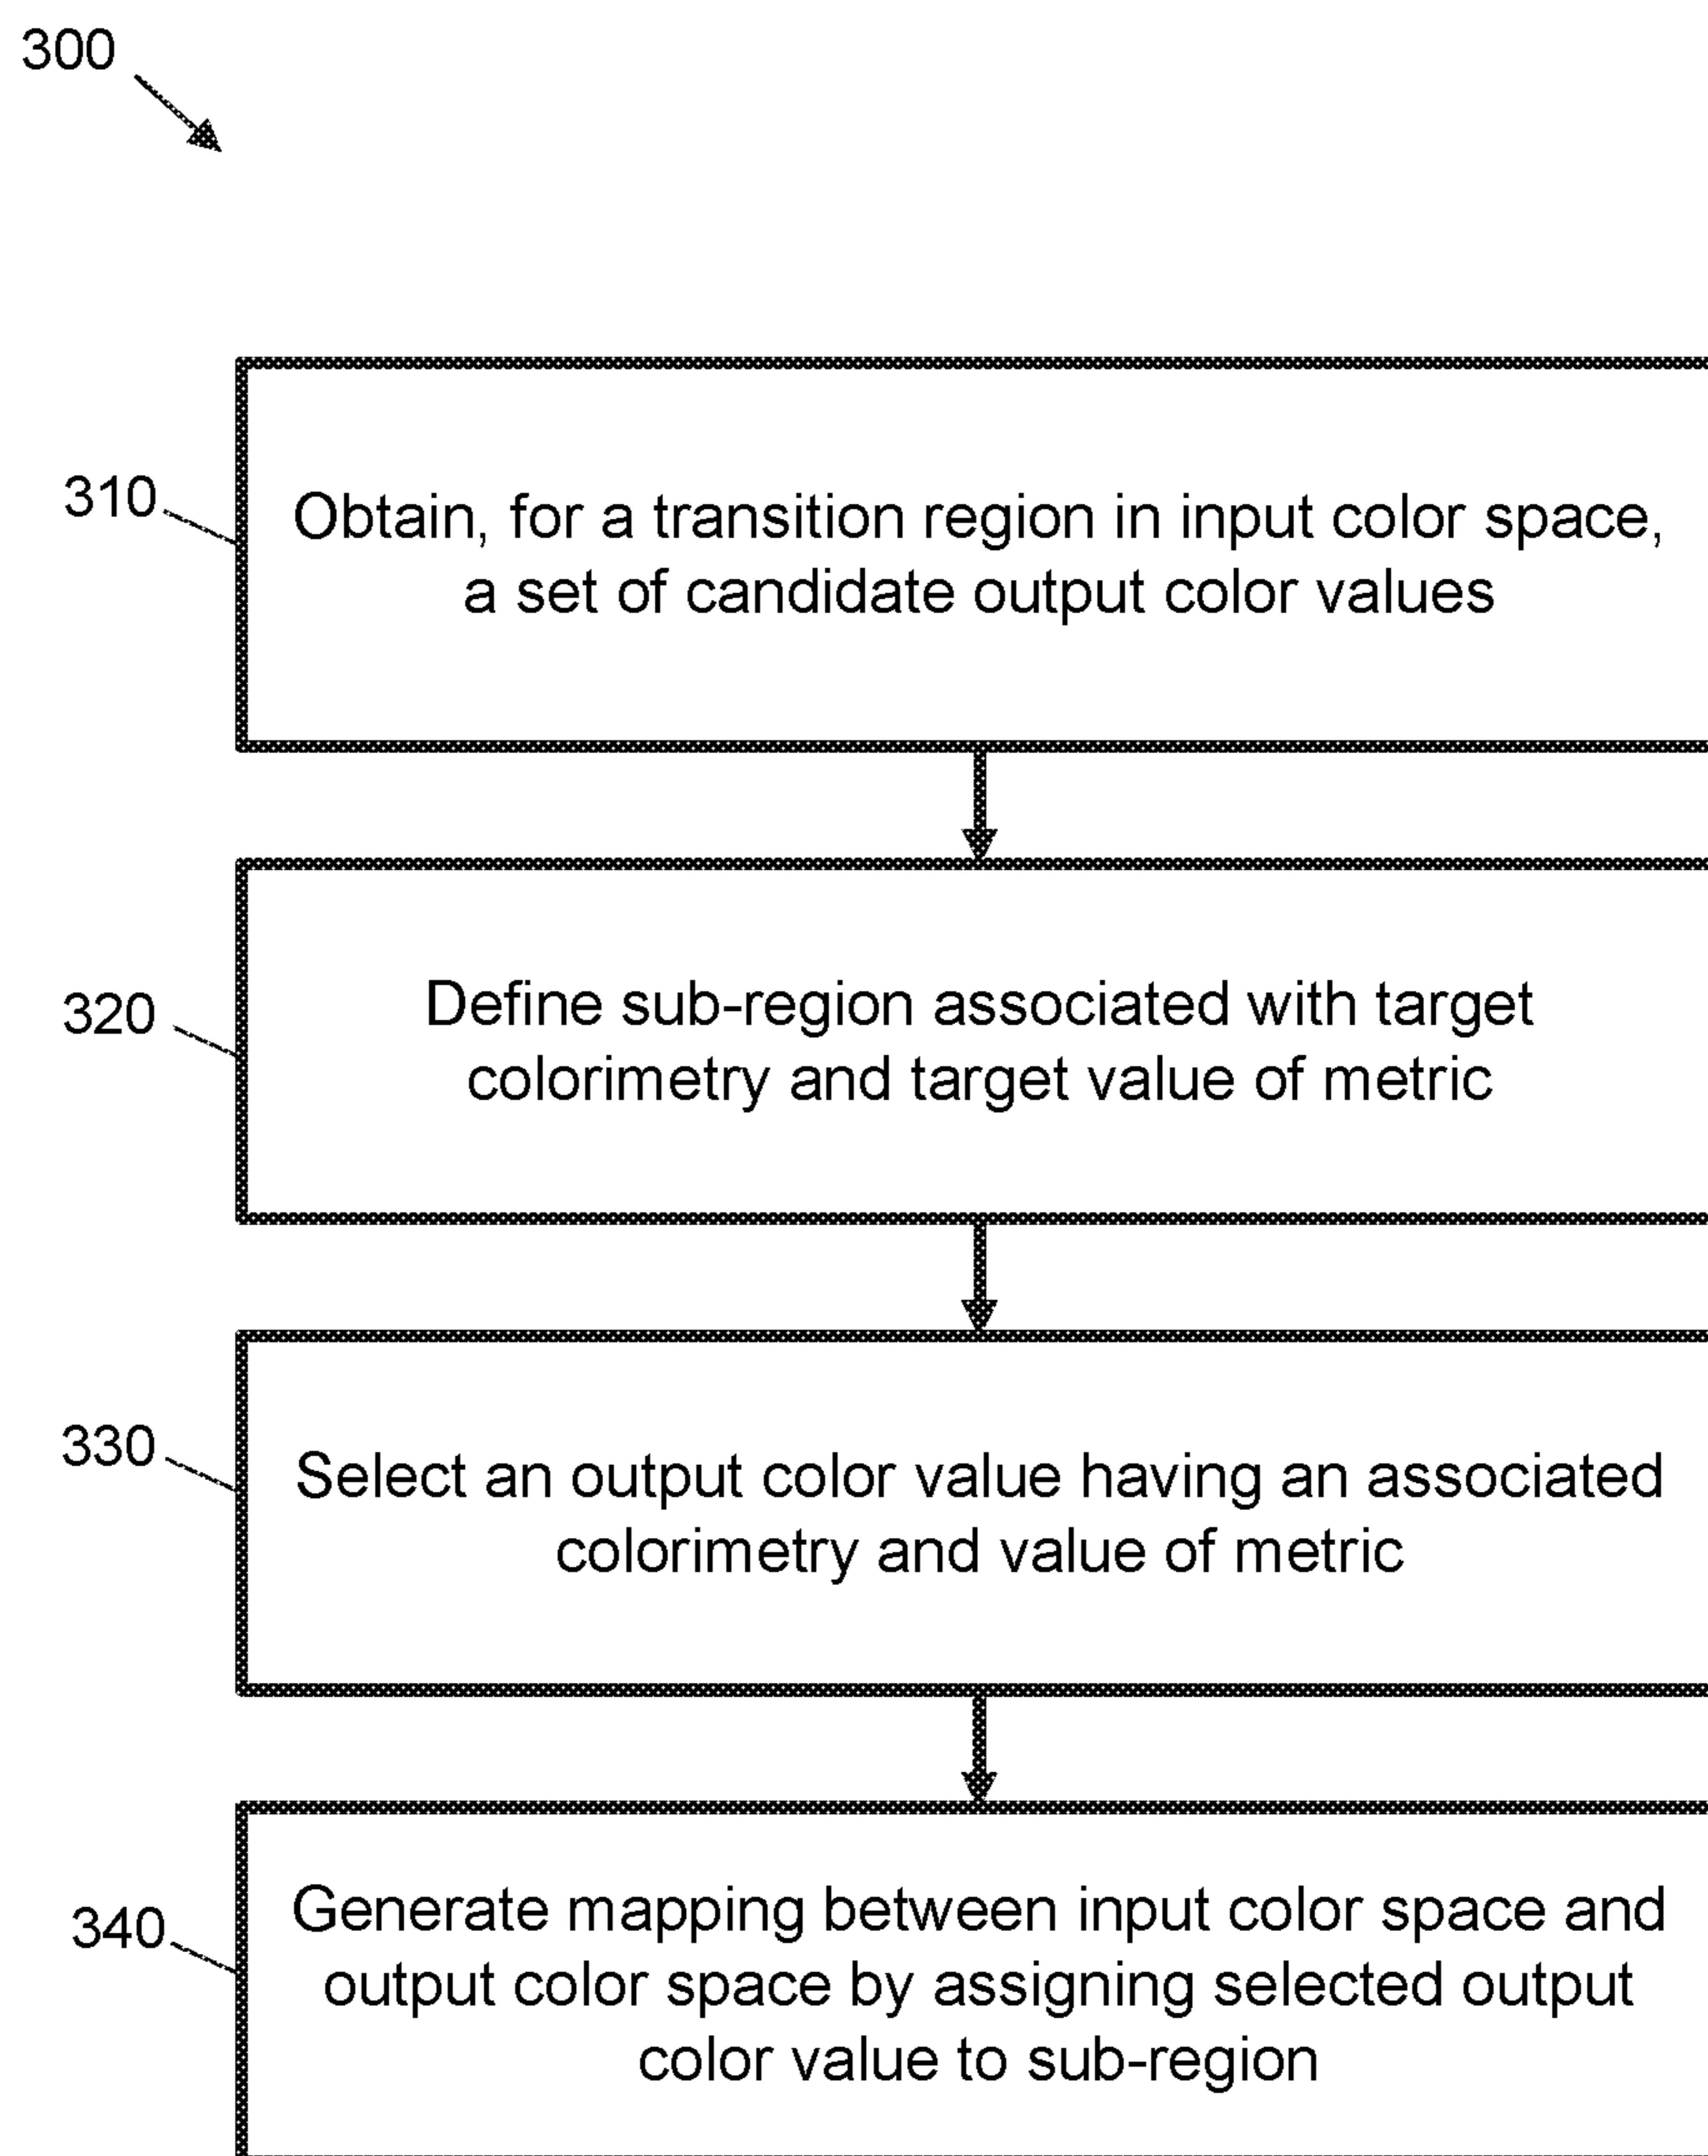 300
310
Obtain, for a transition region in input color space,
a set of candidate output color values
320
Define sub-region associated with target
colorimetry and target value of metric
330
Select an output color value having an associated
colorimetry and value of metric
340
Generate mapping between input color space and
output color space by assigning selected output
color value to sub-region